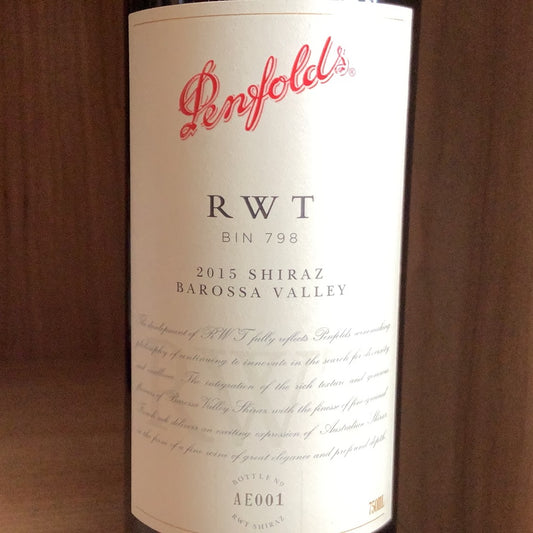 Penfolds®
RWT
BIN 798
2015 SHIRAZ
BAROSSA VALLEY
The development of RWT fully reflects Penfolds winemaking
philosophy of continuing to innovate in the search for diversity
and excellence. The integration of the rich texture and generous
flavours of Barossa Valley Shiraz with the finesse of fine-grained
French oak delivers an exciting expression of Australian Shiraz
in the form of a fine wine of great elegance and profound depth.
BOTTLE NO
AE001
RWT SHIRAZ
750ML